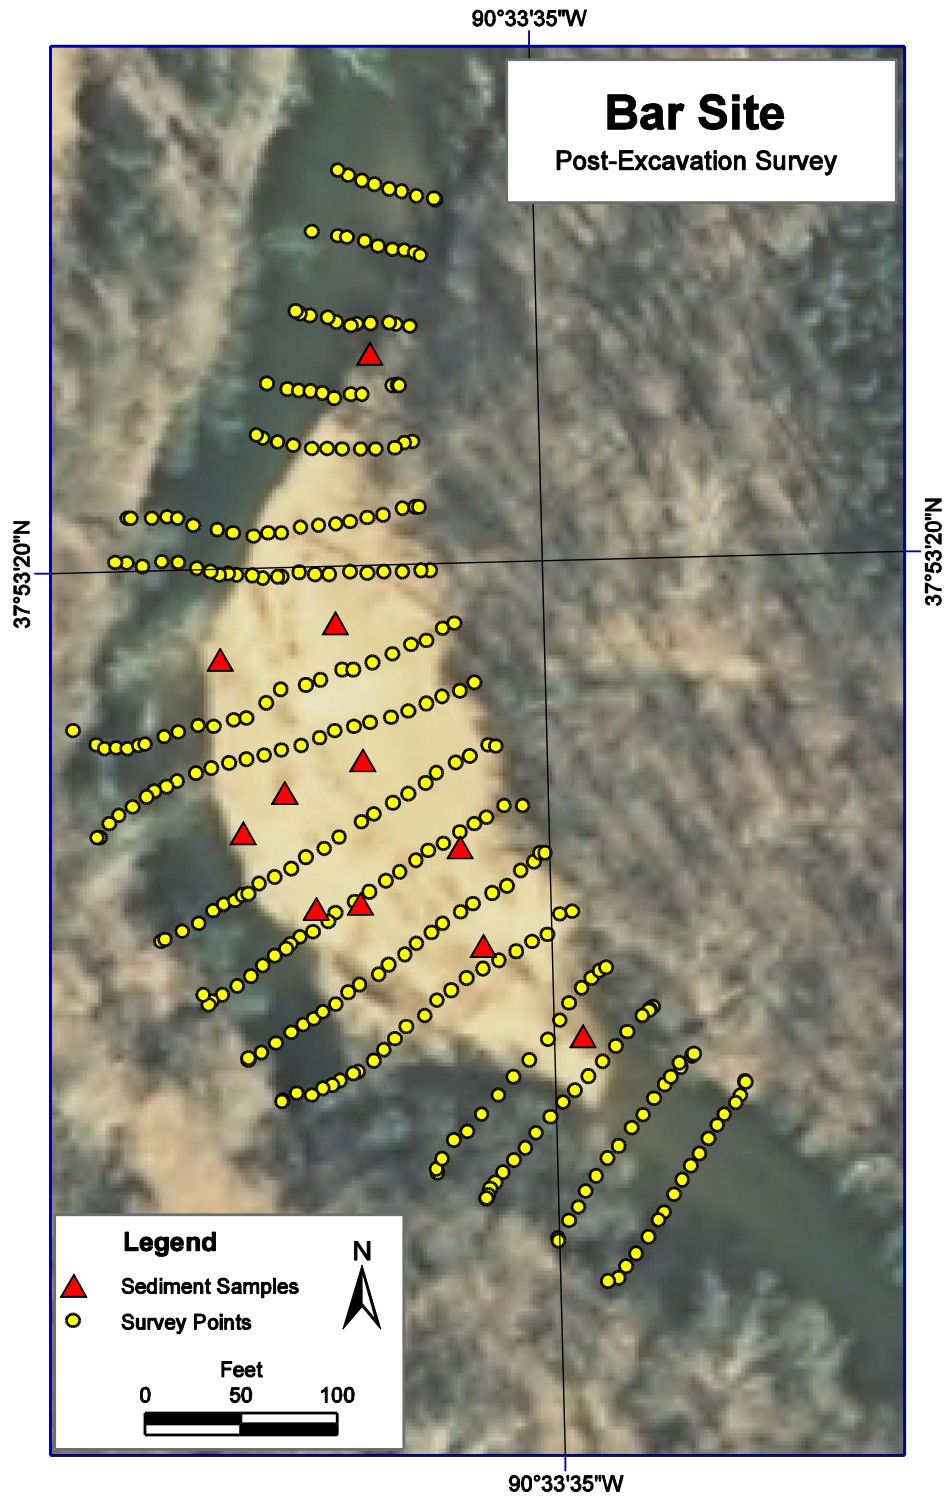 90°33'35"W
Bar Site
Post-Excavation Survey
37°53'20"N
37°53'20"N
Legend
N
Sediment Samples
Survey Points
Feet
0 50 100
90°33'35"W